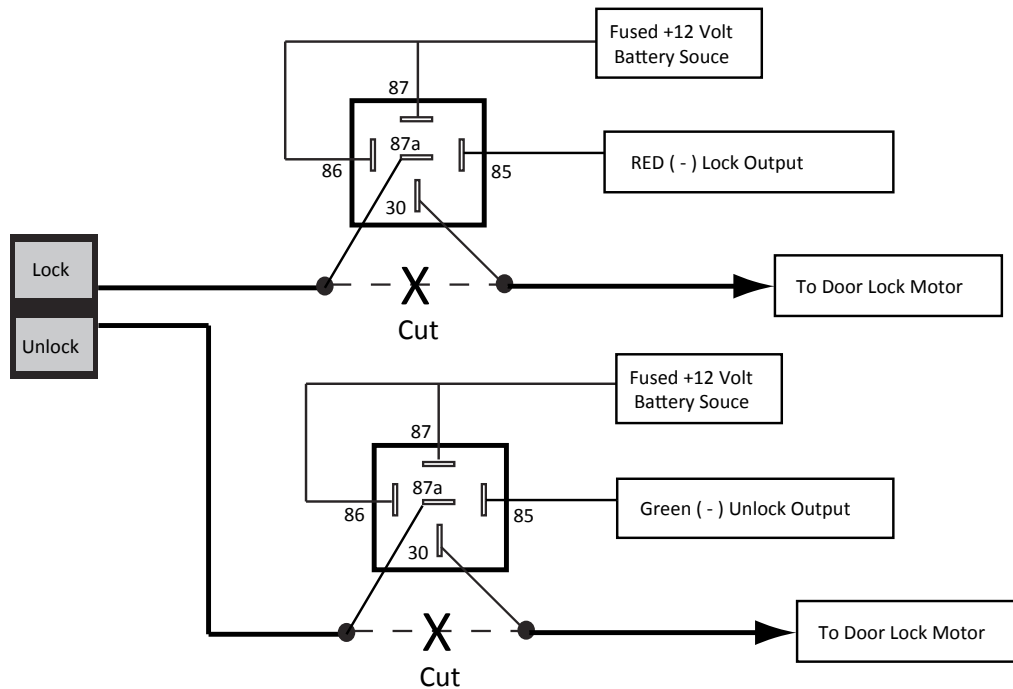 Fused +12 Volt
Battery Souce
87
87a
86
85
RED ( - ) Lock Output
30
Lock
Unlock
X
Cut
To Door Lock Motor
Fused +12 Volt
Battery Souce
87
87a
86
85
Green ( - ) Unlock Output
30
X
Cut
To Door Lock Motor